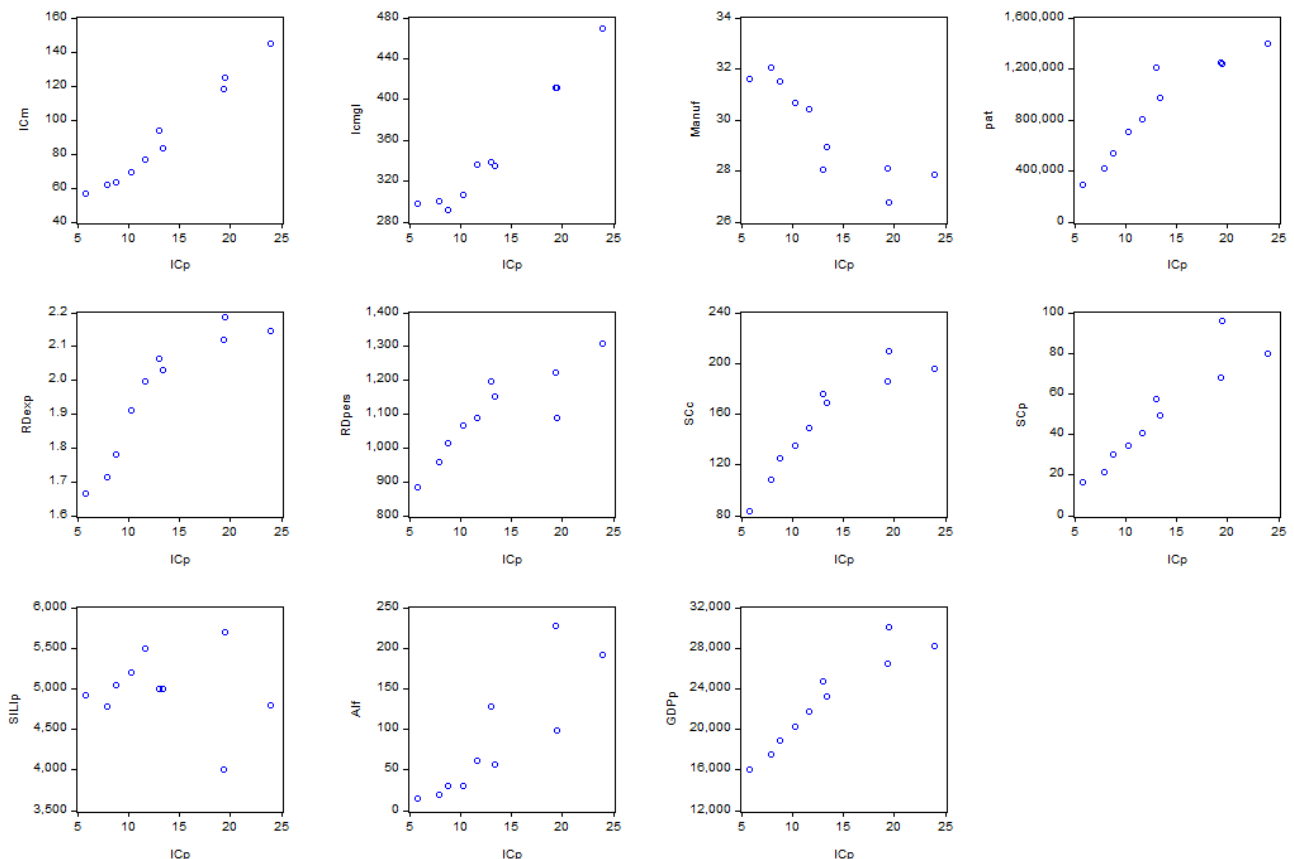 160
140
120
100
80
60
40
5 10 15 20 25
ICm
ICp
480
440
400
360
320
280
5 10 15 20 25
Icmgl
ICp
34
32
30
28
26
5 10 15 20 25
Manuf
ICp
1,600,000
1,200,000
800,000
400,000
0
5 10 15 20 25
pat
ICp
2.2
2.1
2.0
1.9
1.8
1.7
1.6
5 10 15 20 25
RDexp
ICp
1,400
1,300
1,200
1,100
1,000
900
800
5 10 15 20 25
RDpers
ICp
240
200
160
120
80
5 10 15 20 25
SCc
ICp
100
80
60
40
20
0
5 10 15 20 25
SCp
ICp
6,000
5,500
5,000
4,500
4,000
3,500
5 10 15 20 25
SILIp
ICp
250
200
150
100
50
0
5 10 15 20 25
AIf
ICp
32,000
28,000
24,000
20,000
16,000
12,000
5 10 15 20 25
GDPp
ICp